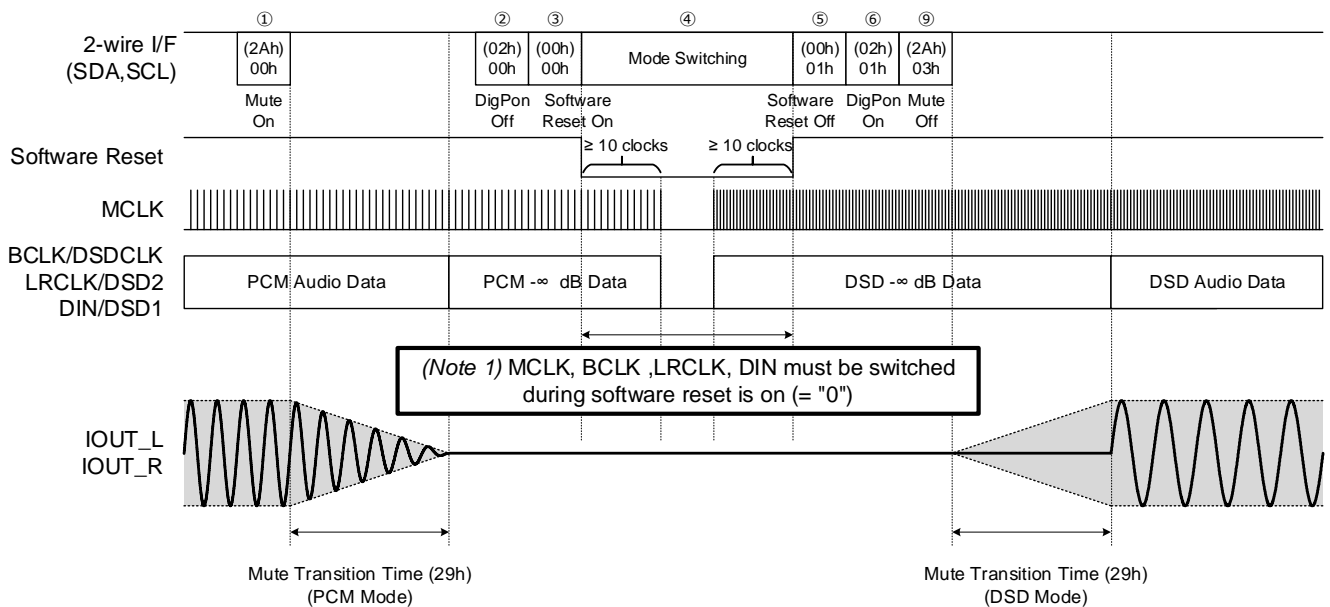 ① ② ③ ④ ⑤ ⑥ ⑨
2-wire I/F
(SDA,SCL)
(2Ah)
00h
(02h)
00h
(00h)
00h
Mode Switching
(00h)
01h
(02h)
01h
(2Ah)
03h
Mute
On
DigPon
Off
Software
Reset On
Software
Reset Off
DigPon
On
Mute
Off
Software Reset
≥ 10 clocks
≥ 10 clocks
MCLK
BCLK/DSDCLK
LRCLK/DSD2
DIN/DSD1
PCM Audio Data
PCM -∞ dB Data
DSD -∞ dB Data
DSD Audio Data
(Note 1) MCLK, BCLK ,LRCLK, DIN must be switched
during software reset is on (= "0")
IOUT_L
IOUT_R
Mute Transition Time (29h)
(PCM Mode)
Mute Transition Time (29h)
(DSD Mode)